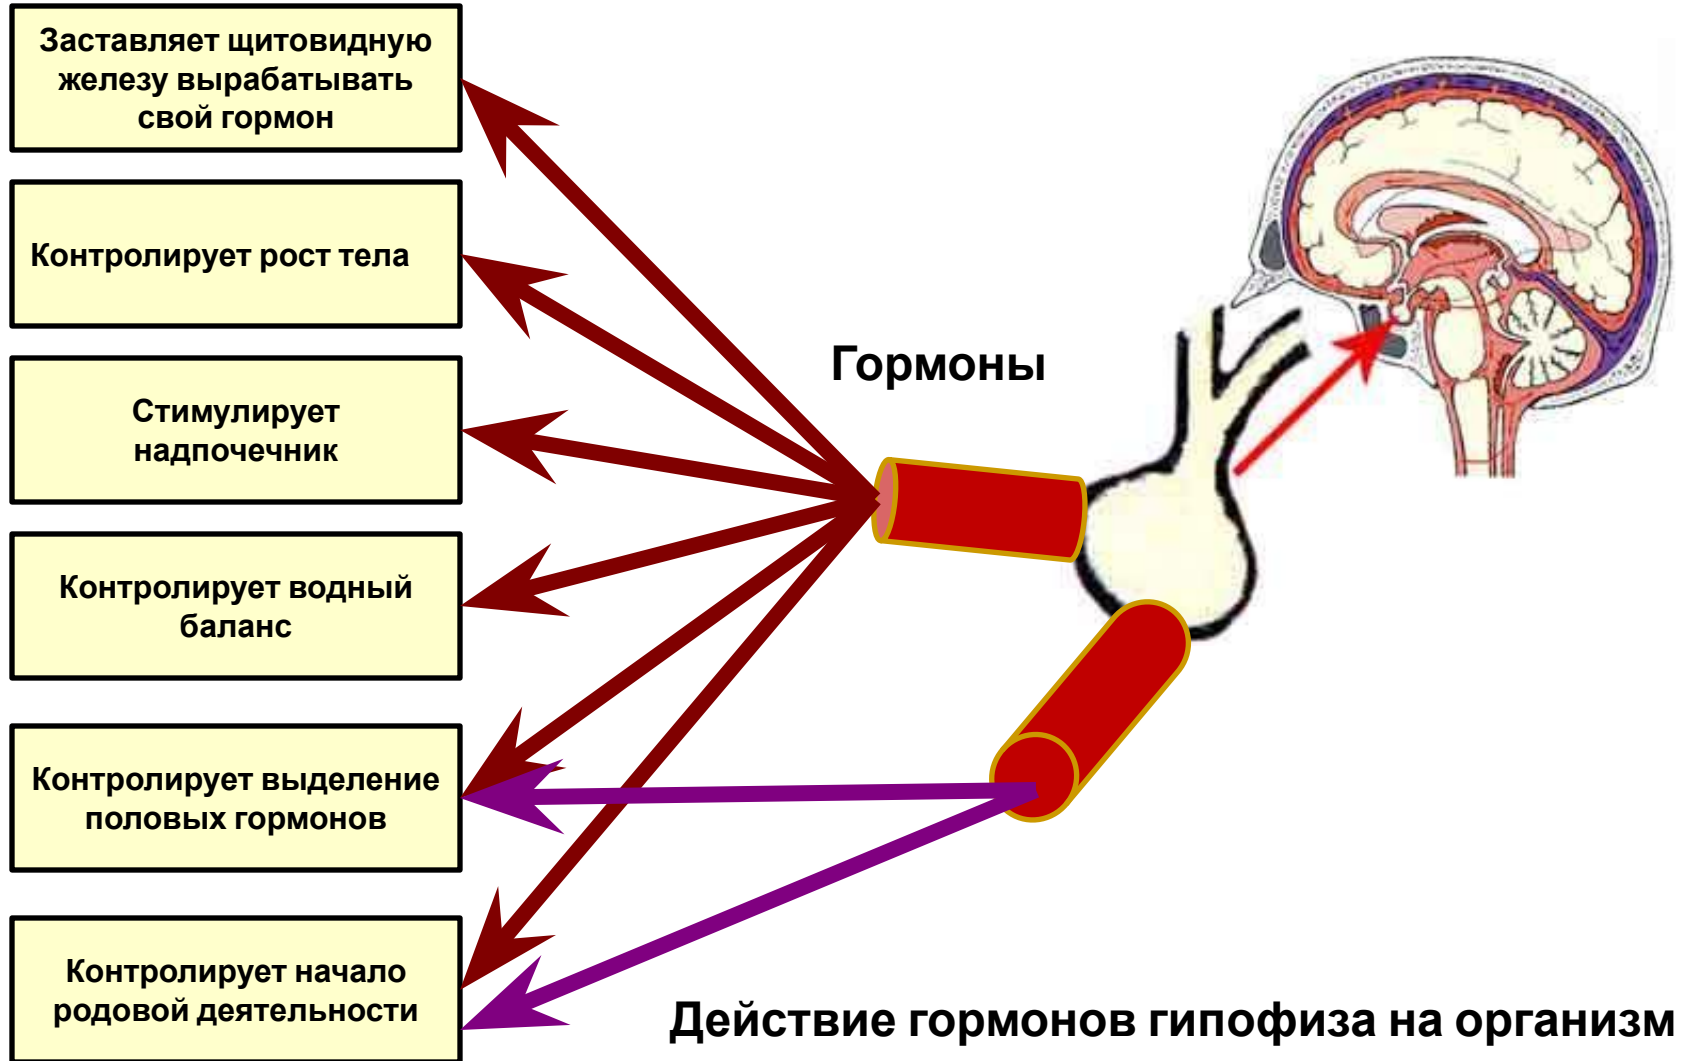 Заставляет щитовидную
железу вырабатывать
свой гормон
Контролирует рост тела
Стимулирует
надпочечник
Контролирует водный
баланс
Контролирует выделение
половых гормонов
Контролирует начало
родовой деятельности
Гормоны
Действие гормонов гипофиза на организм